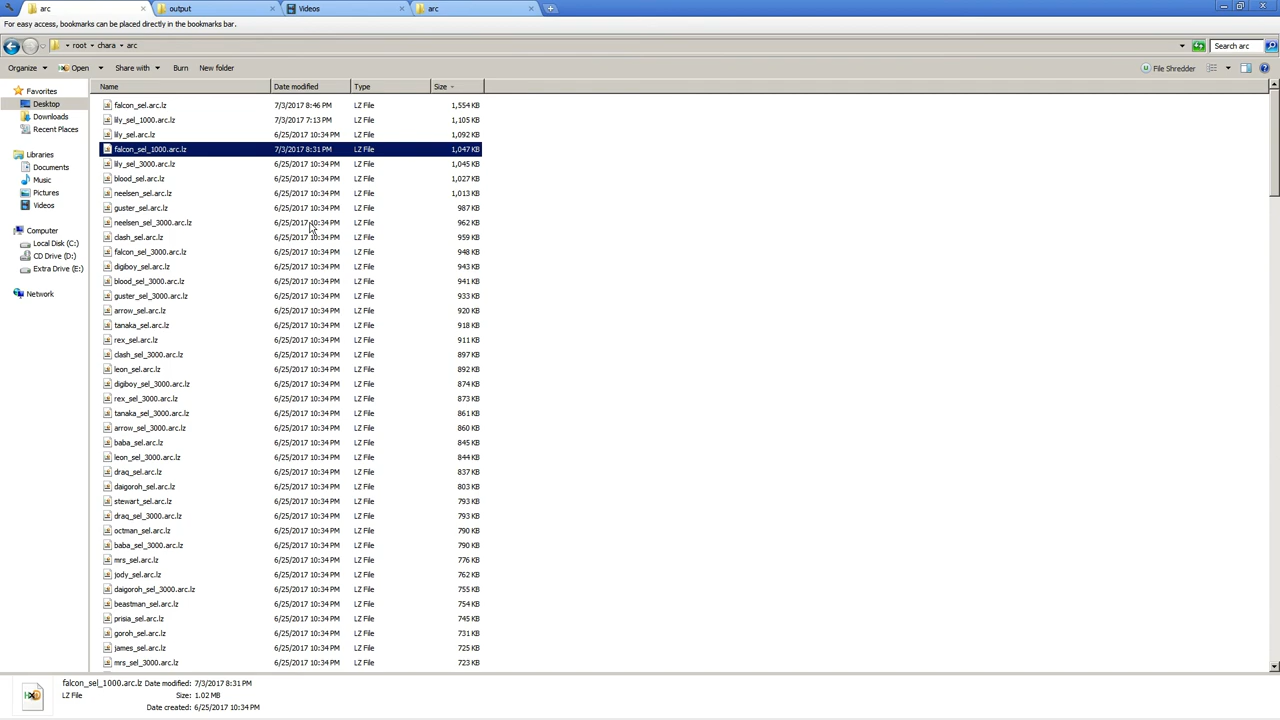 arc output Videos arc
For easy access, bookmarks can be placed directly in the bookmarks bar.
root chara arc Search arc
Organize Open Share with Burn New folder File Shredder
Name Date modified Type Size
Favorites
Desktop
Downloads
Recent Places
Libraries
Documents
Music
Pictures
Videos
Computer
Local Disk (C:)
CD Drive (D:)
Extra Drive (E:)
Network
falcon_sel.arc.lz 7/3/2017 8:46 PM LZ File 1,554 KB
lily_sel_1000.arc.lz 7/3/2017 7:13 PM LZ File 1,105 KB
lily_sel.arc.lz 6/25/2017 10:34 PM LZ File 1,092 KB
falcon_sel_1000.arc.lz 7/3/2017 8:31 PM LZ File 1,047 KB
lily_sel_3000.arc.lz 6/25/2017 10:34 PM LZ File 1,045 KB
blood_sel.arc.lz 6/25/2017 10:34 PM LZ File 1,027 KB
neelsen_sel.arc.lz 6/25/2017 10:34 PM LZ File 1,013 KB
guster_sel.arc.lz 6/25/2017 10:34 PM LZ File 987 KB
neelsen_sel_3000.arc.lz 6/25/2017 10:34 PM LZ File 962 KB
clash_sel.arc.lz 6/25/2017 10:34 PM LZ File 959 KB
falcon_sel_3000.arc.lz 6/25/2017 10:34 PM LZ File 948 KB
digiboy_sel.arc.lz 6/25/2017 10:34 PM LZ File 943 KB
blood_sel_3000.arc.lz 6/25/2017 10:34 PM LZ File 941 KB
guster_sel_3000.arc.lz 6/25/2017 10:34 PM LZ File 933 KB
arrow_sel.arc.lz 6/25/2017 10:34 PM LZ File 920 KB
tanaka_sel.arc.lz 6/25/2017 10:34 PM LZ File 918 KB
rex_sel.arc.lz 6/25/2017 10:34 PM LZ File 911 KB
clash_sel_3000.arc.lz 6/25/2017 10:34 PM LZ File 897 KB
leon_sel.arc.lz 6/25/2017 10:34 PM LZ File 892 KB
digiboy_sel_3000.arc.lz 6/25/2017 10:34 PM LZ File 874 KB
rex_sel_3000.arc.lz 6/25/2017 10:34 PM LZ File 873 KB
tanaka_sel_3000.arc.lz 6/25/2017 10:34 PM LZ File 861 KB
arrow_sel_3000.arc.lz 6/25/2017 10:34 PM LZ File 860 KB
baba_sel.arc.lz 6/25/2017 10:34 PM LZ File 845 KB
leon_sel_3000.arc.lz 6/25/2017 10:34 PM LZ File 844 KB
draq_sel.arc.lz 6/25/2017 10:34 PM LZ File 837 KB
daigoroh_sel.arc.lz 6/25/2017 10:34 PM LZ File 803 KB
stewart_sel.arc.lz 6/25/2017 10:34 PM LZ File 793 KB
draq_sel_3000.arc.lz 6/25/2017 10:34 PM LZ File 793 KB
octman_sel.arc.lz 6/25/2017 10:34 PM LZ File 790 KB
baba_sel_3000.arc.lz 6/25/2017 10:34 PM LZ File 790 KB
mrs_sel.arc.lz 6/25/2017 10:34 PM LZ File 776 KB
jody_sel.arc.lz 6/25/2017 10:34 PM LZ File 762 KB
daigoroh_sel_3000.arc.lz 6/25/2017 10:34 PM LZ File 755 KB
beastman_sel.arc.lz 6/25/2017 10:34 PM LZ File 754 KB
prisia_sel.arc.lz 6/25/2017 10:34 PM LZ File 745 KB
goroh_sel.arc.lz 6/25/2017 10:34 PM LZ File 731 KB
james_sel.arc.lz 6/25/2017 10:34 PM LZ File 725 KB
mrs_sel_3000.arc.lz 6/25/2017 10:34 PM LZ File 723 KB
falcon_sel_1000.arc.lz Date modified: 7/3/2017 8:31 PM
LZ File Size: 1.02 MB
Date created: 6/25/2017 10:34 PM